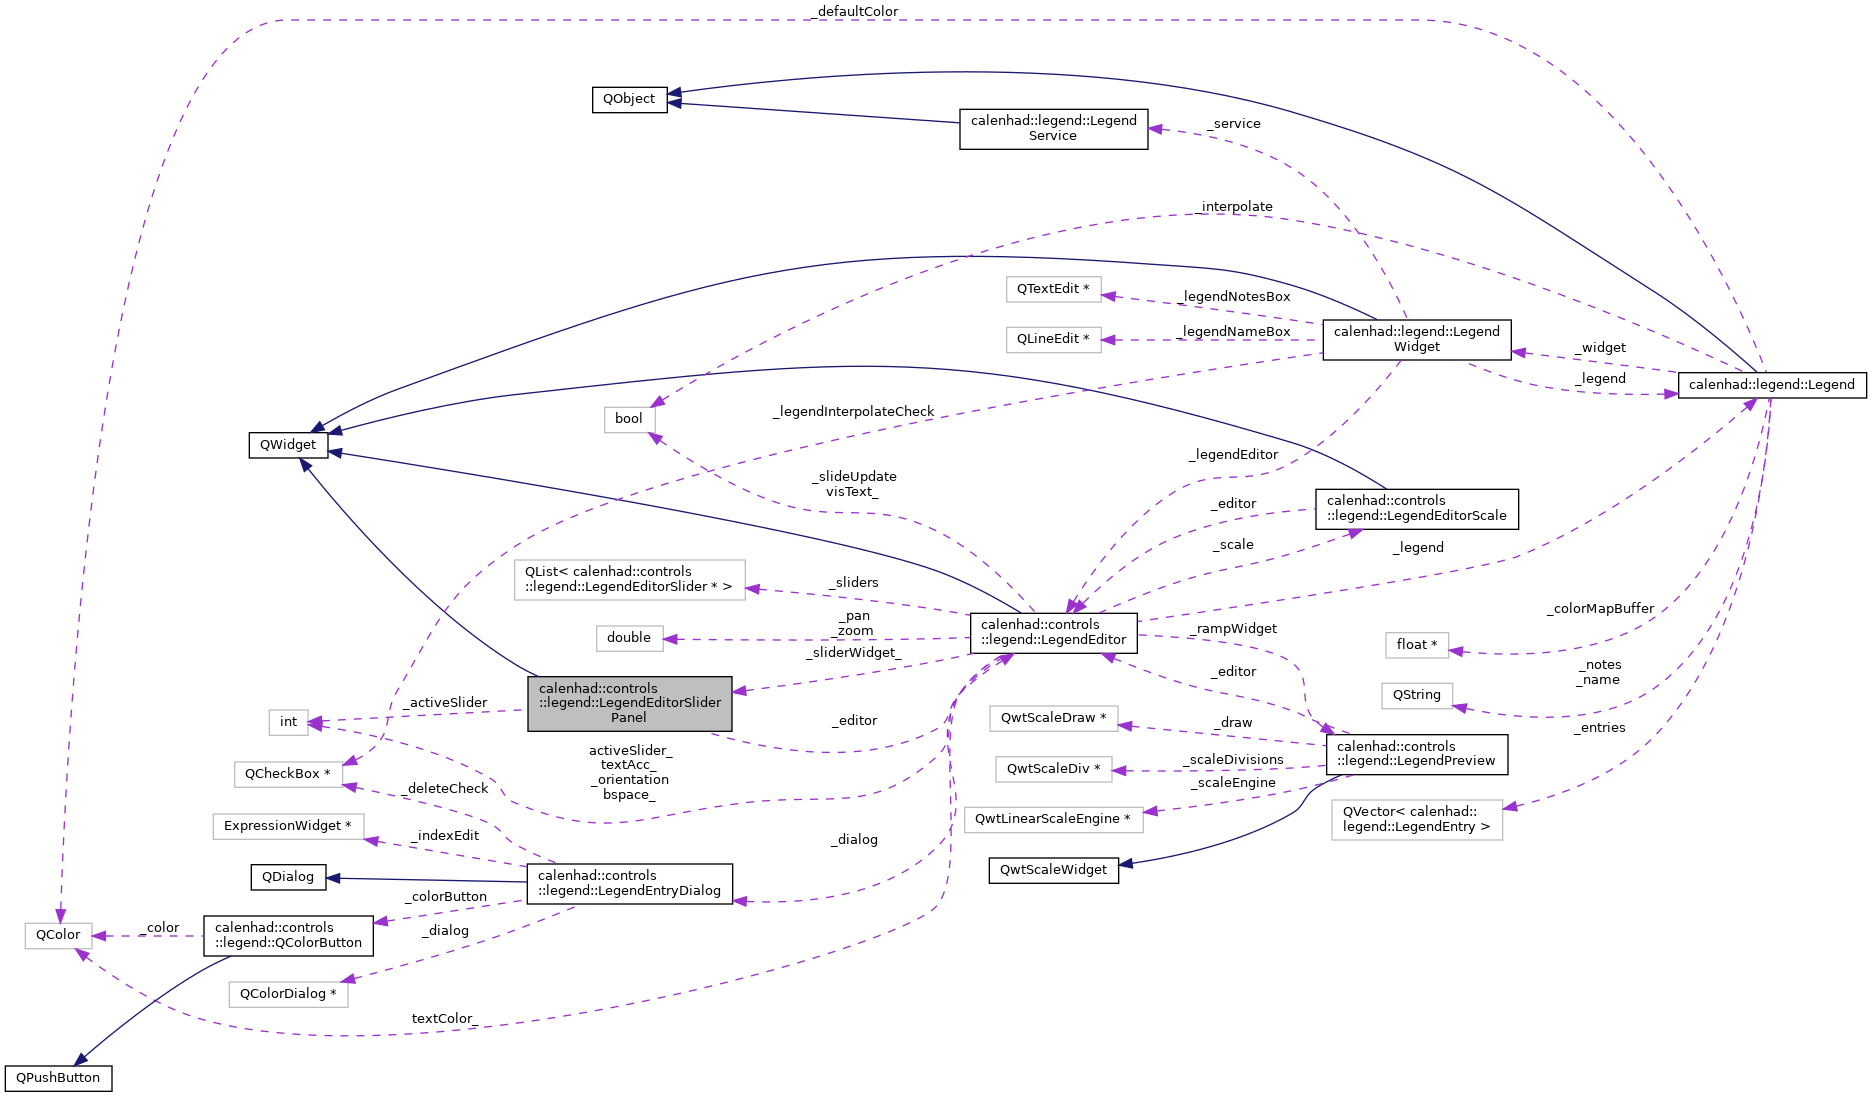 _defaultColor
QObject
calenhad::legend::Legend
Service
_service
_interpolate
QTextEdit *
_legendNotesBox
QLineEdit *
_legendNameBox
calenhad::legend::Legend
Widget
_widget
_legend
calenhad::legend::Legend
bool
_legendInterpolateCheck
QWidget
_legendEditor
_slideUpdate
visText_
_editor
calenhad::controls
::legend::LegendEditorScale
_scale
_legend
QList< calenhad::controls
::legend::LegendEditorSlider * >
_sliders
double
_pan
_zoom
_sliderWidget_
calenhad::controls
::legend::LegendEditor
_rampWidget
_colorMapBuffer
float *
_editor
_notes
_name
QString
calenhad::controls
::legend::LegendEditorSlider
Panel
_activeSlider
int
_editor
QwtScaleDraw *
_draw
_entries
calenhad::controls
::legend::LegendPreview
activeSlider_
textAcc_
_orientation
bspace_
QCheckBox *
_deleteCheck
QwtScaleDiv *
_scaleDivisions
_scaleEngine
QwtLinearScaleEngine *
QVector< calenhad::
legend::LegendEntry >
ExpressionWidget *
_indexEdit
_dialog
QDialog
calenhad::controls
::legend::LegendEntryDialog
QwtScaleWidget
_colorButton
QColor
_color
calenhad::controls
::legend::QColorButton
_dialog
QColorDialog *
textColor_
QPushButton